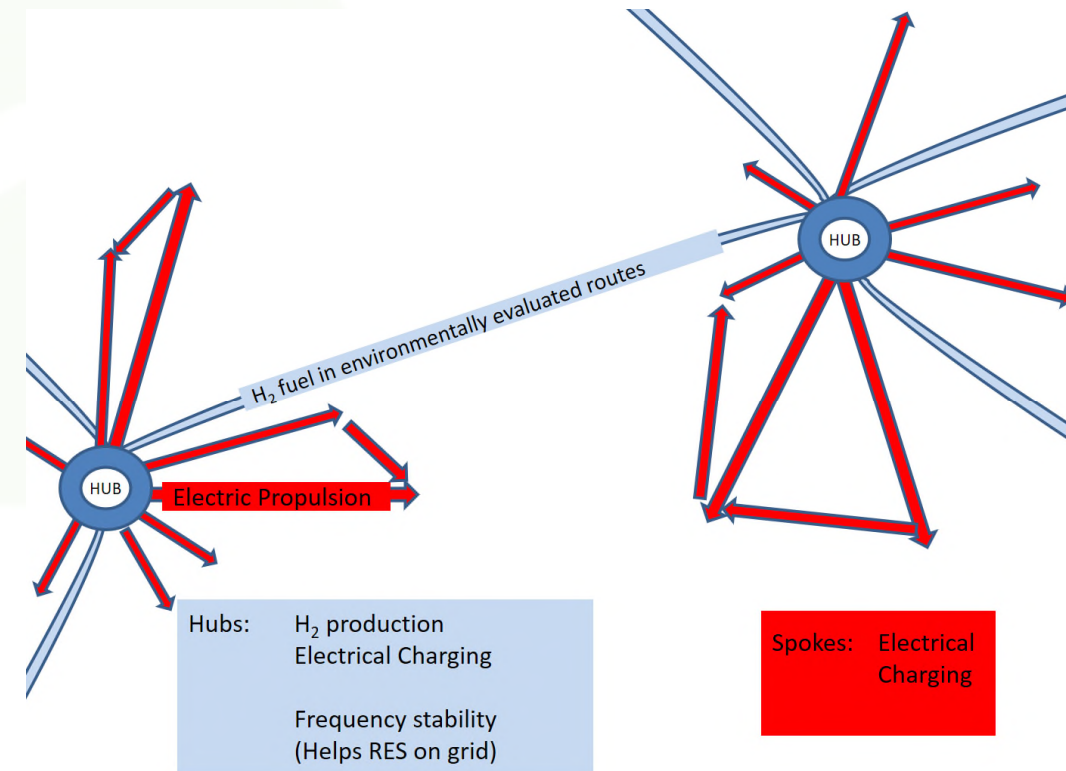 HUB
H₂ fuel in environmentally evaluated routes
HUB
Electric Propulsion
Hubs: H₂ production
Electrical Charging
Frequency stability
(Helps RES on grid)
Spokes: Electrical
Charging